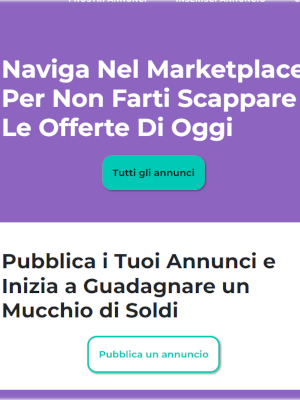 Naviga Nel Marketplace
Per Non Farti Scappare
Le Offerte Di Oggi
Tutti gli annunci
Pubblica i Tuoi Annunci e
Inizia a Guadagnare un
Mucchio di Soldi
Pubblica un annuncio